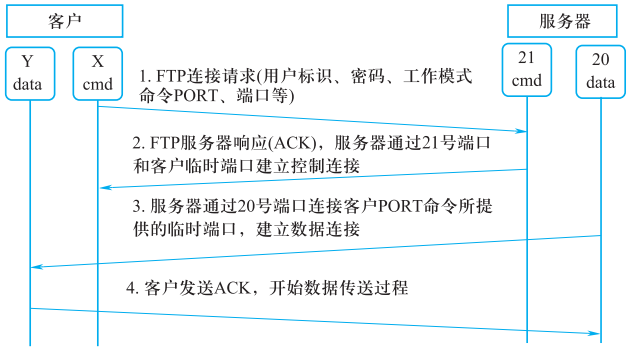 客户
服务器
Y
data
X
cmd
21
cmd
20
data
1. FTP连接请求(用户标识、密码、工作模式
命令PORT、端口等)
2. FTP服务器响应(ACK)，服务器通过21号端口
和客户临时端口建立控制连接
3. 服务器通过20号端口连接客户PORT命令所提
供的临时端口，建立数据连接
4. 客户发送ACK，开始数据传送过程